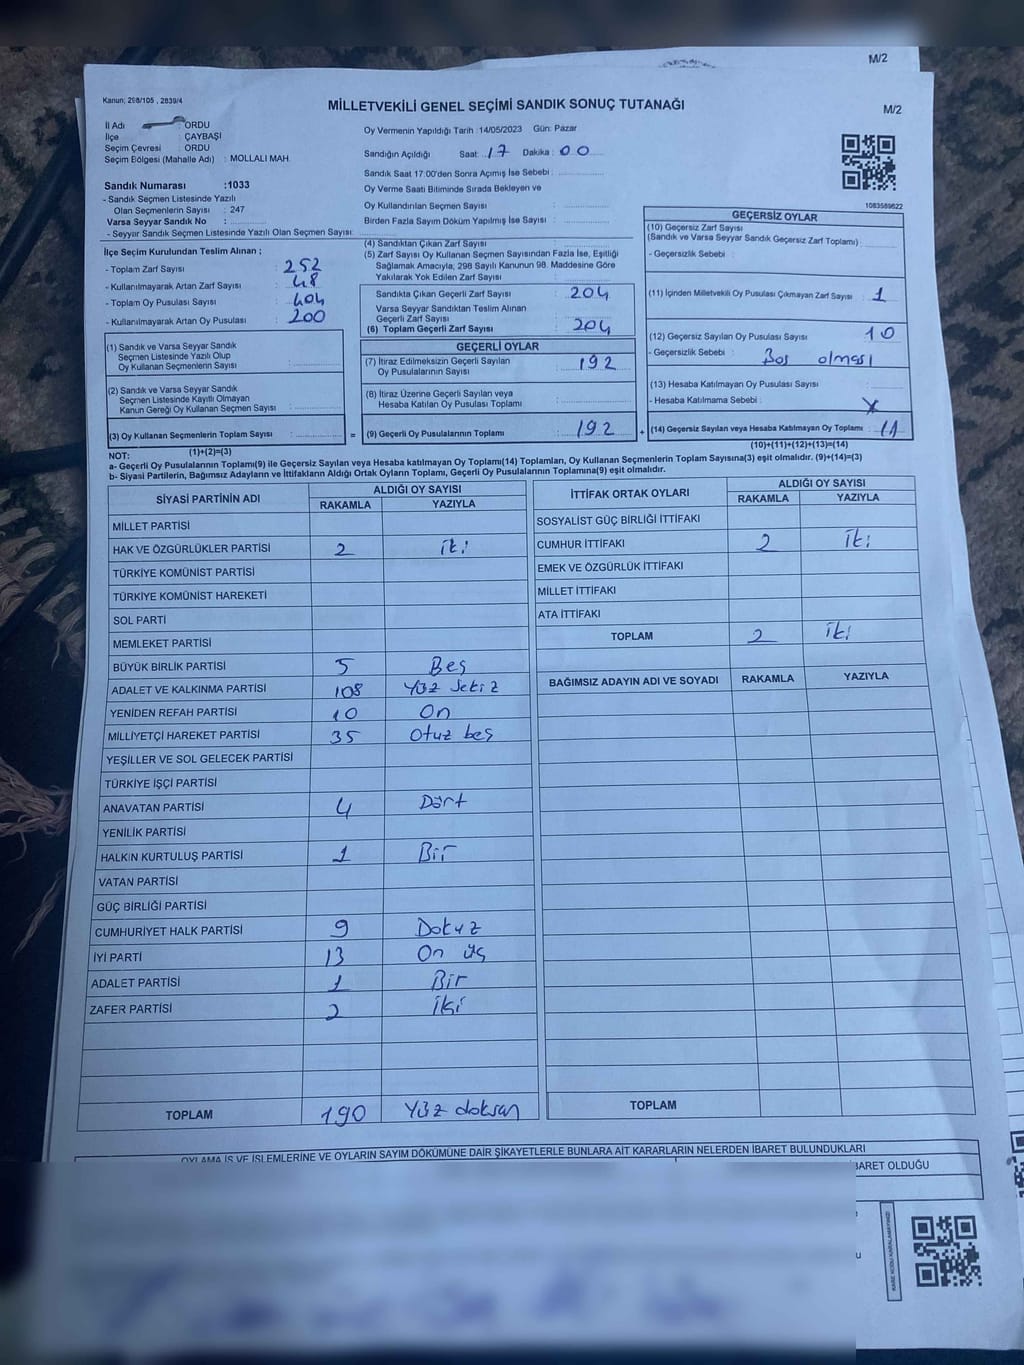 M/2
Kanun; 298/105 , 2839/4
MİLLETVEKİLİ GENEL SEÇİMİ SANDIK SONUÇ TUTANAĞI
M/2
İl Adı : ORDU
İlçe : ÇAYBAŞI
Seçim Çevresi : ORDU
Seçim Bölgesi (Mahalle Adı) : MOLLALI MAH.
Oy Vermenin Yapıldığı Tarih :14/05/2023 Gün: Pazar
Sandığın Açıldığı Saat: 17 Dakika: 00
Sandık Saat 17:00'den Sonra Açımış İse Sebebi :
Oy Verme Saati Bitiminde Sırada Bekleyen ve
Oy Kullandırılan Seçmen Sayısı :
Birden Fazla Sayım Döküm Yapılmış İse Sayısı :
1083589622
Sandık Numarası :1033
- Sandık Seçmen Listesinde Yazılı
Olan Seçmenlerin Sayısı : 247
Varsa Seyyar Sandık No :
- Seyyar Sandık Seçmen Listesinde Yazılı Olan Seçmen Sayısı:
İlçe Seçim Kurulundan Teslim Alınan ;
- Toplam Zarf Sayısı : 252
- Kullanılmayarak Artan Zarf Sayısı : 48
- Toplam Oy Pusulası Sayısı : 404
- Kullanılmayarak Artan Oy Pusulası : 200
(1) Sandık ve Varsa Seyyar Sandık
Seçmen Listesinde Yazılı Olup
Oy Kullanan Seçmenlerin Sayısı :
(2) Sandık ve Varsa Seyyar Sandık
Seçmen Listesinde Kayıtlı Olmayan
Kanun Gereği Oy Kullanan Seçmen Sayısı :
(3) Oy Kullanan Seçmenlerin Toplam Sayısı :
(1)+(2)=(3)
(4) Sandıktan Çıkan Zarf Sayısı :
(5) Zarf Sayısı Oy Kullanan Seçmen Sayısından Fazla İse, Eşitliği
Sağlamak Amacıyla, 298 Sayılı Kanunun 98. Maddesine Göre
Yakılarak Yok Edilen Zarf Sayısı :
Sandıkta Çıkan Geçerli Zarf Sayısı : 204
Varsa Seyyar Sandıktan Teslim Alınan
Geçerli Zarf Sayısı :
(6) Toplam Geçerli Zarf Sayısı : 204
GEÇERLİ OYLAR
(7) İtiraz Edilmeksizin Geçerli Sayılan
Oy Pusulalarının Sayısı : 192
(8) İtiraz Üzerine Geçerli Sayılan veya
Hesaba Katılan Oy Pusulası Toplamı :
= (9) Geçerli Oy Pusulalarının Toplamı : 192
GEÇERSİZ OYLAR
(10) Geçersiz Zarf Sayısı
(Sandık ve Varsa Seyyar Sandık Geçersiz Zarf Toplamı) :
- Geçersizlik Sebebi :
(11) İçinden Milletvekili Oy Pusulası Çıkmayan Zarf Sayısı : 1
(12) Geçersiz Sayılan Oy Pusulası Sayısı : 10
- Geçersizlik Sebebi : Boş olması
(13) Hesaba Katılmayan Oy Pusulası Sayısı :
- Hesaba Katılmama Sebebi : X
+ (14) Geçersiz Sayılan veya Hesaba Katılmayan Oy Toplamı : 11
(10)+(11)+(12)+(13)=(14)
NOT:
a- Geçerli Oy Pusulalarının Toplamı(9) ile Geçersiz Sayılan veya Hesaba katılmayan Oy Toplamı(14) Toplamları, Oy Kullanan Seçmenlerin Toplam Sayısına(3) eşit olmalıdır. (9)+(14)=(3)
b- Siyasi Partilerin, Bağımsız Adayların ve İttifakların Aldığı Ortak Oyların Toplamı, Geçerli Oy Pusulalarının Toplamına(9) eşit olmalıdır.
SİYASİ PARTİNİN ADI ALDIĞI OY SAYISI
RAKAMLA YAZIYLA
MİLLET PARTİSİ
HAK VE ÖZGÜRLÜKLER PARTİSİ 2 İki
TÜRKİYE KOMÜNİST PARTİSİ
TÜRKİYE KOMÜNİST HAREKETİ
SOL PARTİ
MEMLEKET PARTİSİ
BÜYÜK BİRLİK PARTİSİ 5 Beş
ADALET VE KALKINMA PARTİSİ 108 Yüz sekiz
YENİDEN REFAH PARTİSİ 10 On
MİLLİYETÇİ HAREKET PARTİSİ 35 Otuz beş
YEŞİLLER VE SOL GELECEK PARTİSİ
TÜRKİYE İŞÇİ PARTİSİ
ANAVATAN PARTİSİ 4 Dört
YENİLİK PARTİSİ
HALKIN KURTULUŞ PARTİSİ 1 Bir
VATAN PARTİSİ
GÜÇ BİRLİĞİ PARTİSİ
CUMHURİYET HALK PARTİSİ 9 Dokuz
İYİ PARTİ 13 On üç
ADALET PARTİSİ 1 Bir
ZAFER PARTİSİ 2 İki
TOPLAM 190 Yüz doksan
İTTİFAK ORTAK OYLARI ALDIĞI OY SAYISI
RAKAMLA YAZIYLA
SOSYALİST GÜÇ BİRLİĞİ İTTİFAKI
CUMHUR İTTİFAKI 2 İki
EMEK VE ÖZGÜRLÜK İTTİFAKI
MİLLET İTTİFAKI
ATA İTTİFAKI
TOPLAM 2 İki
BAĞIMSIZ ADAYIN ADI VE SOYADI RAKAMLA YAZIYLA
TOPLAM
OYLAMA İŞ VE İŞLEMLERİNE VE OYLARIN SAYIM DÖKÜMÜNE DAİR ŞİKAYETLERLE BUNLARA AİT KARARLARIN NELERDEN İBARET BULUNDUKLARI
İBARET OLDUĞU
KARE KODU KARALAMAYINIZ!